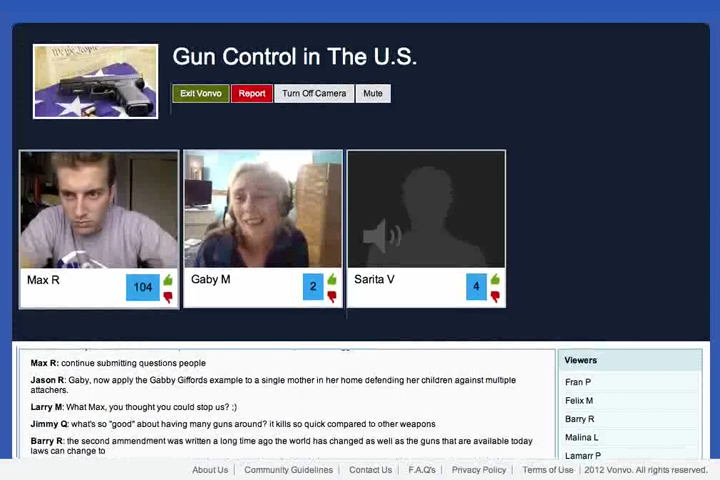 We the People
Gun Control in The U.S.
Exit Vonvo Report Turn Off Camera Mute
Max R 104
Gaby M 2
Sarita V 4
Max R: continue submitting questions people
Jason R: Gaby, now apply the Gabby Giffords example to a single mother in her home defending her children against multiple
attachers.
Larry M: What Max, you thought you could stop us? ;)
Jimmy Q: what's so "good" about having many guns around? it kills so quick compared to other weapons
Barry R: the second ammendment was written a long time ago the world has changed as well as the guns that are available today
laws can change to
Viewers
Fran P
Felix M
Barry R
Malina L
Lamarr P
About Us | Community Guidelines | Contact Us | F.A.Q's | Privacy Policy | Terms of Use | 2012 Vonvo. All rights reserved.